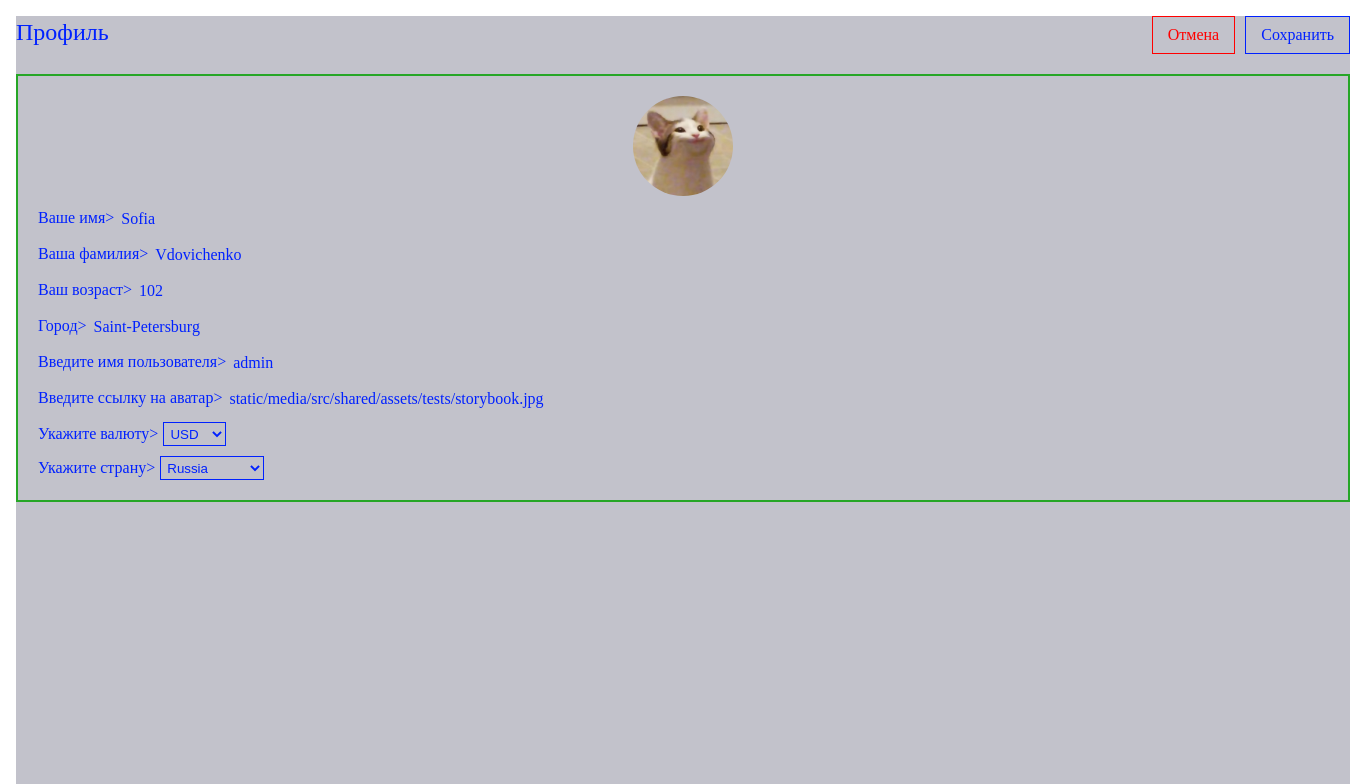 Профиль
Отмена
Сохранить
Ваше имя> Sofia
Ваша фамилия> Vdovichenko
Ваш возраст> 102
Город> Saint-Petersburg
Введите имя пользователя> admin
Введите ссылку на аватар> static/media/src/shared/assets/tests/storybook.jpg
Укажите валюту> USD
Укажите страну> Russia